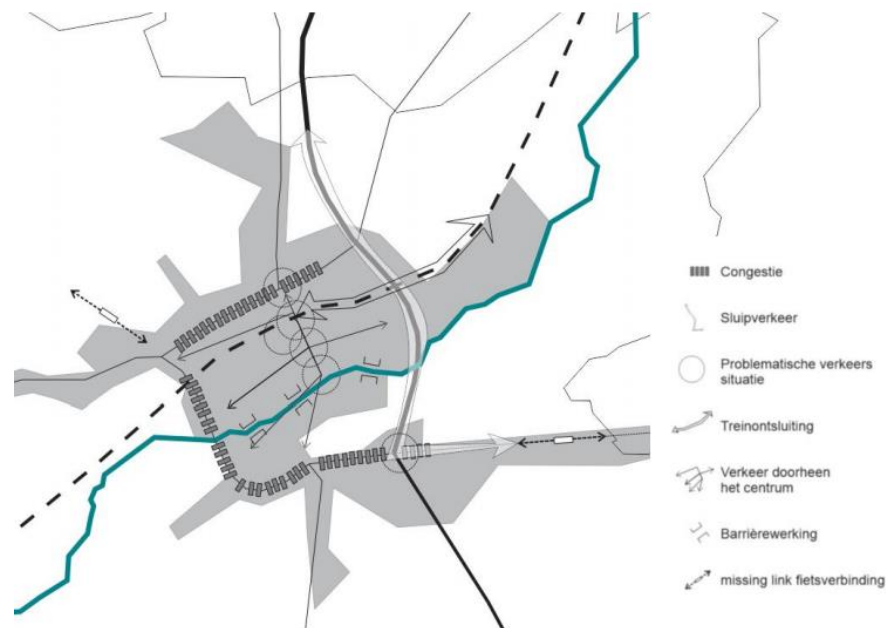 Congestie
Sluipverkeer
Problematische verkeers
situatie
Treinontsluiting
Verkeer doorheen
het centrum
Barrièrewerking
missing link fietsverbinding